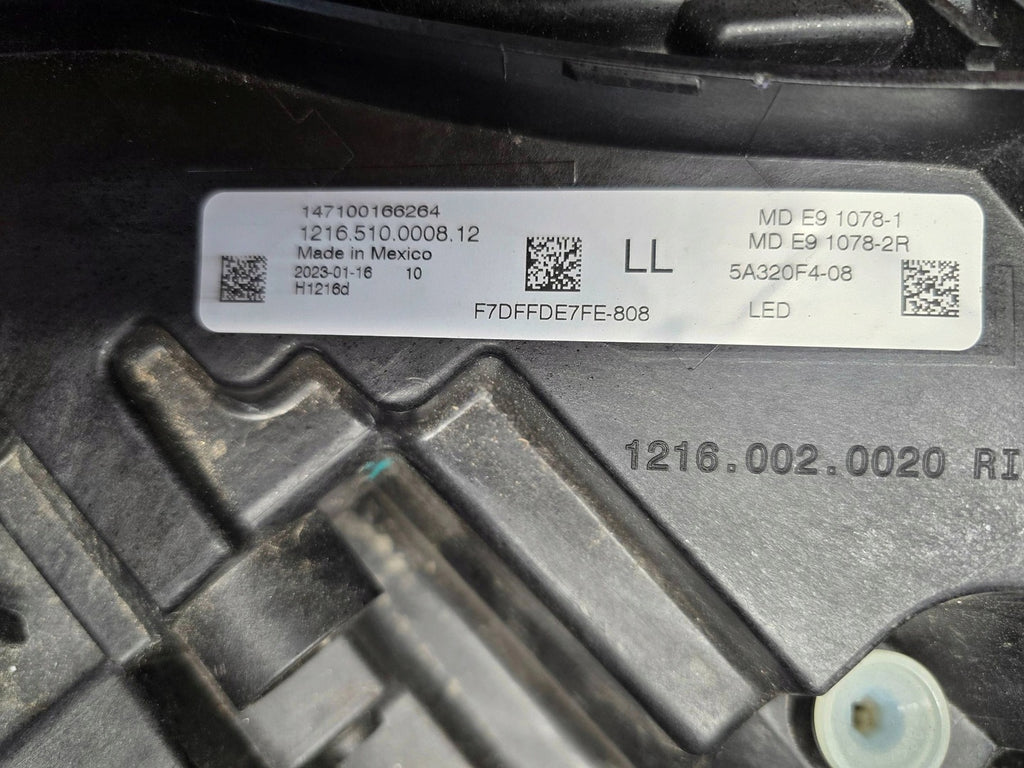 147100166264
1216.510.0008.12
Made in Mexico
2023-01-16 10
H1216d
F7DFFDE7FE-808
LL
MD E9 1078-1
MD E9 1078-2R
5A320F4-08
LED
1216.002.0020 RI